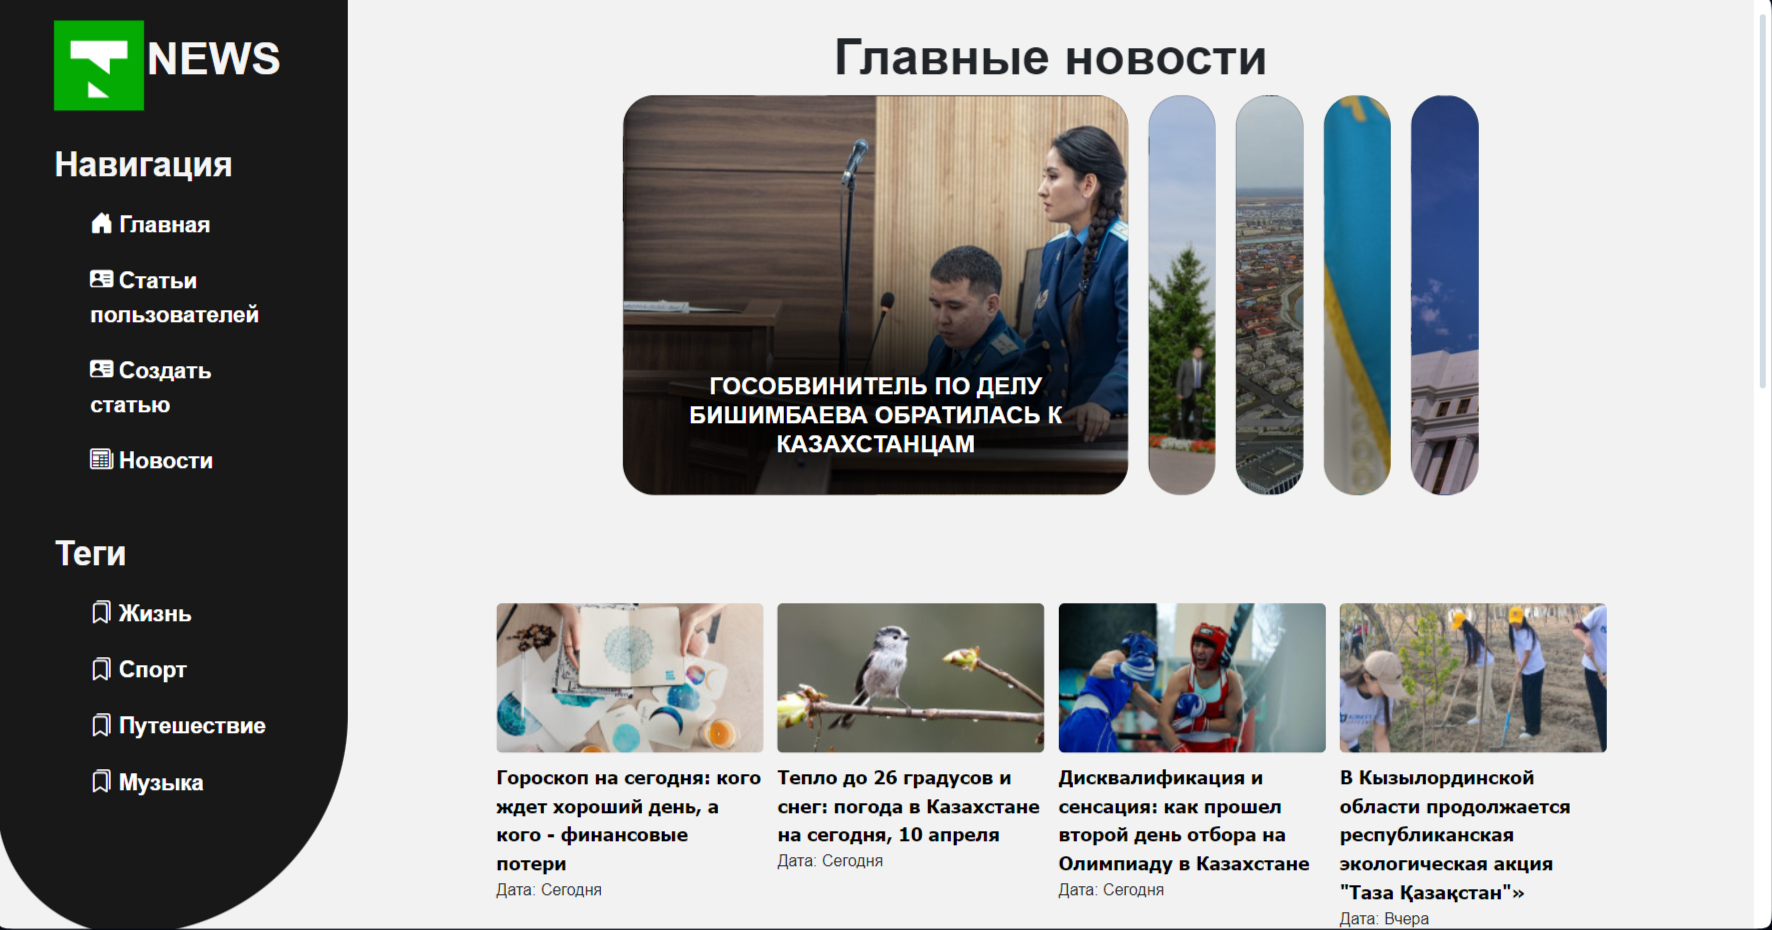 NEWS
Навигация
Главная
Статьи
пользователей
Создать
статью
Новости
Теги
Жизнь
Спорт
Путешествие
Музыка
Главные новости
ГОСОБВИНИТЕЛЬ ПО ДЕЛУ
БИШИМБАЕВА ОБРАТИЛАСЬ К
КАЗАХСТАНЦАМ
Гороскоп на сегодня: кого
ждет хороший день, а
кого - финансовые
потери
Дата: Сегодня
Тепло до 26 градусов и
снег: погода в Казахстане
на сегодня, 10 апреля
Дата: Сегодня
Дисквалификация и
сенсация: как прошел
второй день отбора на
Олимпиаду в Казахстане
Дата: Сегодня
В Кызылординской
области продолжается
республиканская
экологическая акция
"Таза Қазақстан"»
Дата: Вчера